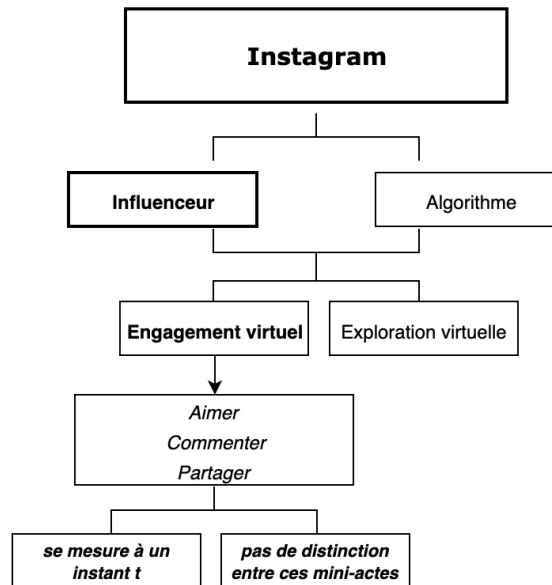 Instagram
Influenceur
Algorithme
Engagement virtuel
Exploration virtuelle
Aimer
Commenter
Partager
se mesure à un
instant t
pas de distinction
entre ces mini-actes